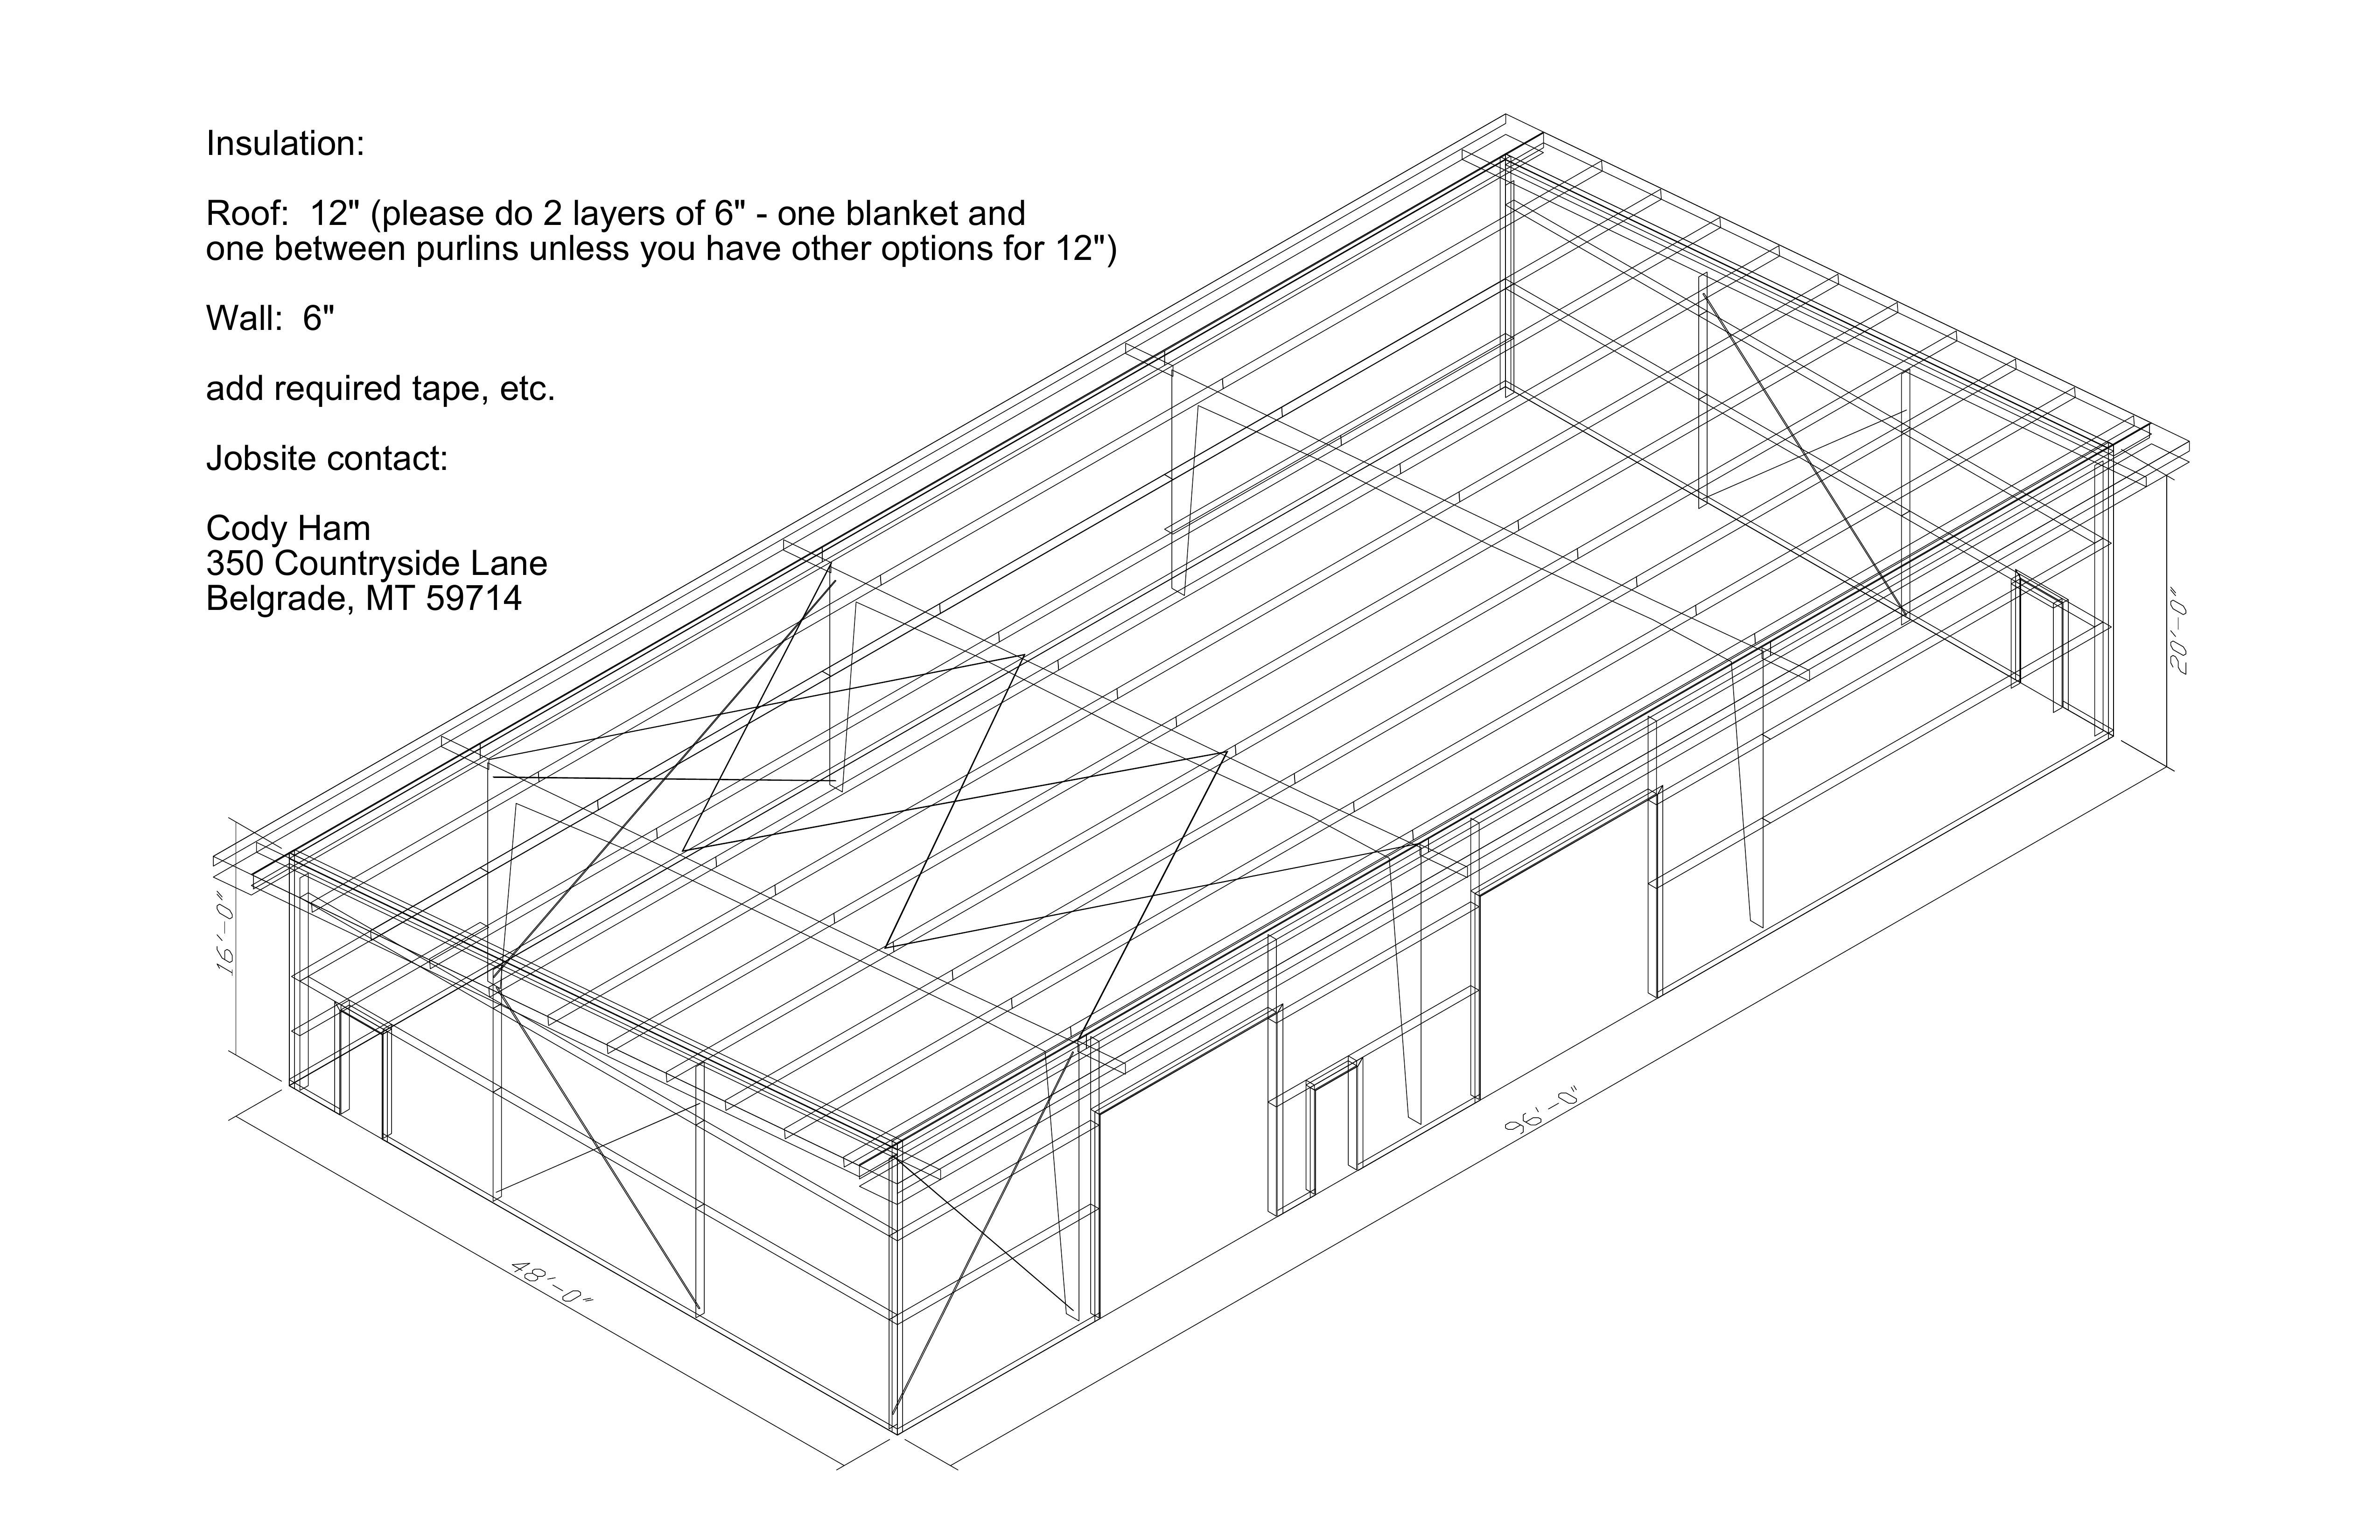 Insulation:
Roof:  12" (please do 2 layers of 6" - one blanket and
one between purlins unless you have other options for 12")
Wall:  6"
add required tape, etc.
Jobsite contact:
Cody Ham
350 Countryside Lane
Belgrade, MT 59714
16'-0"
20'-0"
96'-0"
48'-0"